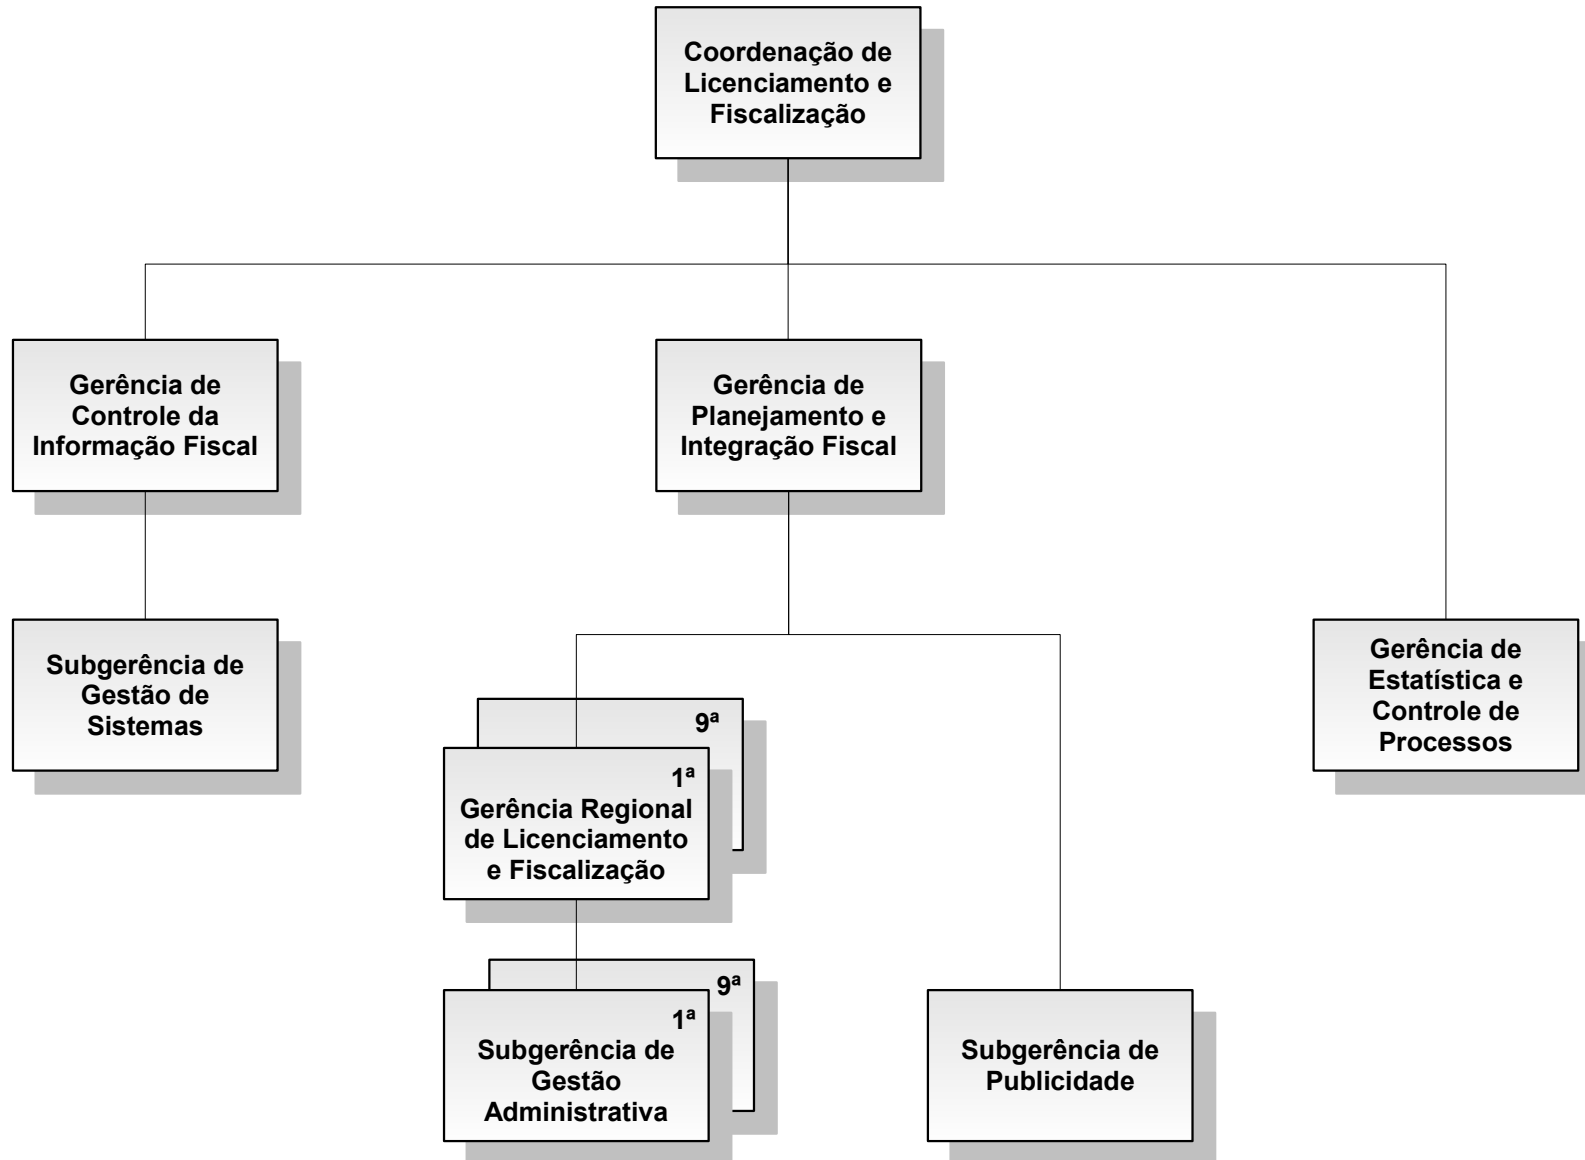 Coordenação de
Licenciamento e
Fiscalização
Gerência de
Controle da
Informação Fiscal
Gerência de
Planejamento e
Integração Fiscal
Subgerência de
Gestão de
Sistemas
Gerência de
Estatística e
Controle de
Processos
9ª
1ª
Gerência Regional
de Licenciamento
e Fiscalização
9ª
1ª
Subgerência de
Gestão
Administrativa
Subgerência de
Publicidade